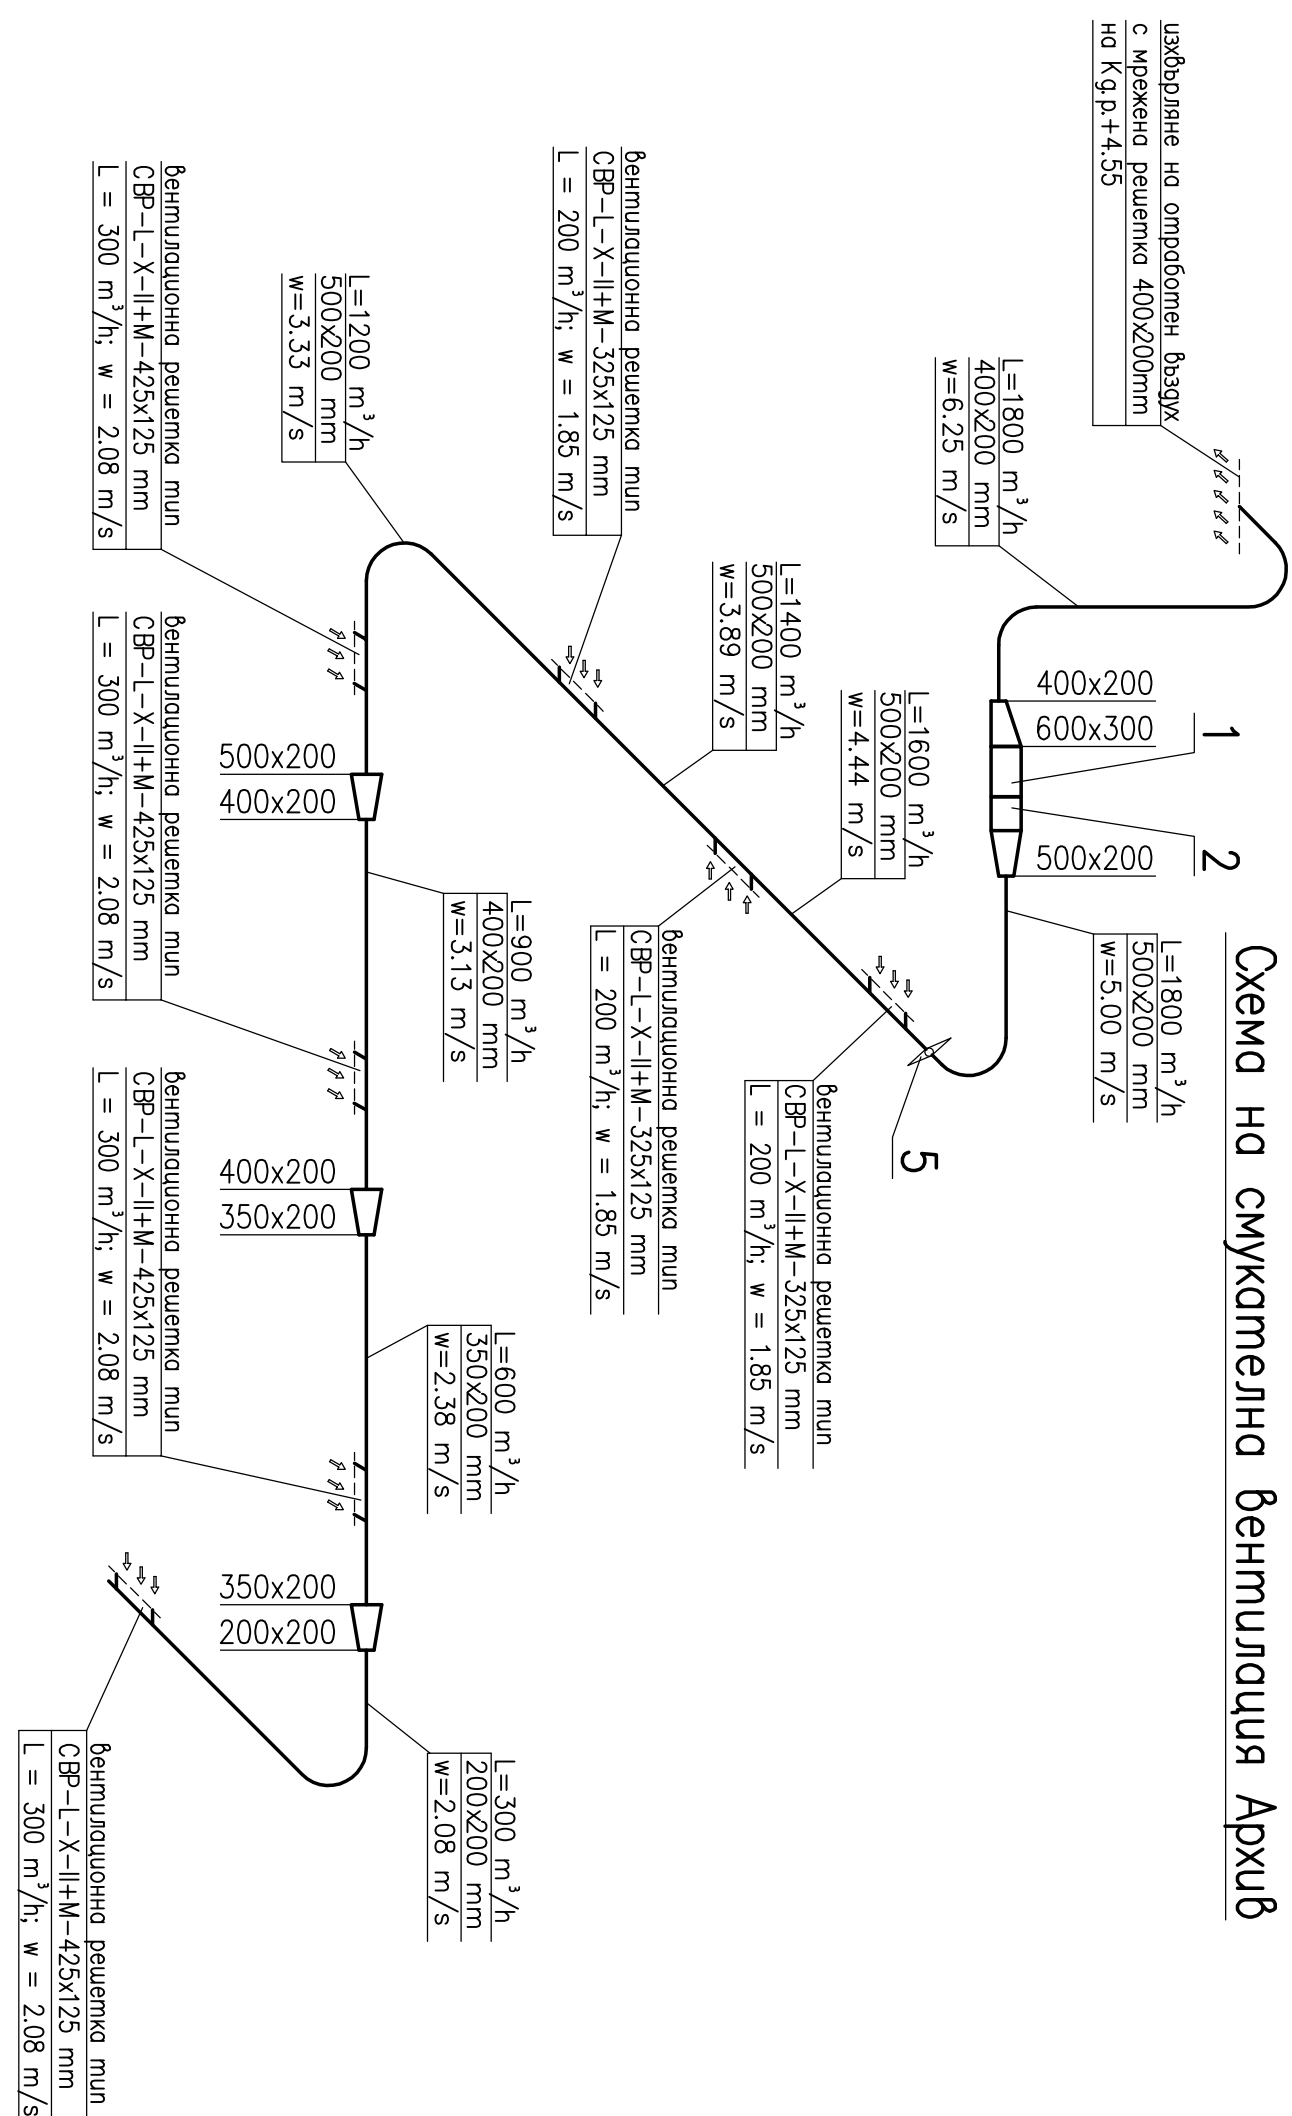 Схема на смукателна вентилация Архив
изхвърляне на отработен въздух
с мрежена решетка 400x200mm
на Кд.р.+4.55
L=1800 m³/h
400x200 mm
w=6.25 m/s
400x200
600x300
1
2
500x200
L=1800 m³/h
500x200 mm
w=5.00 m/s
5
вентилационна решетка тип
СВР-L-X-II+M-325x125 mm
L = 200 m³/h; w = 1.85 m/s
L=1600 m³/h
500x200 mm
w=4.44 m/s
вентилационна решетка тип
СВР-L-X-II+M-325x125 mm
L = 200 m³/h; w = 1.85 m/s
L=1400 m³/h
500x200 mm
w=3.89 m/s
вентилационна решетка тип
СВР-L-X-II+M-325x125 mm
L = 200 m³/h; w = 1.85 m/s
L=1200 m³/h
500x200 mm
w=3.33 m/s
вентилационна решетка тип
СВР-L-X-II+M-425x125 mm
L = 300 m³/h; w = 2.08 m/s
500x200
400x200
L=900 m³/h
400x200 mm
w=3.13 m/s
вентилационна решетка тип
СВР-L-X-II+M-425x125 mm
L = 300 m³/h; w = 2.08 m/s
400x200
350x200
L=600 m³/h
350x200 mm
w=2.38 m/s
вентилационна решетка тип
СВР-L-X-II+M-425x125 mm
L = 300 m³/h; w = 2.08 m/s
350x200
200x200
L=300 m³/h
200x200 mm
w=2.08 m/s
вентилационна решетка тип
СВР-L-X-II+M-425x125 mm
L = 300 m³/h; w = 2.08 m/s